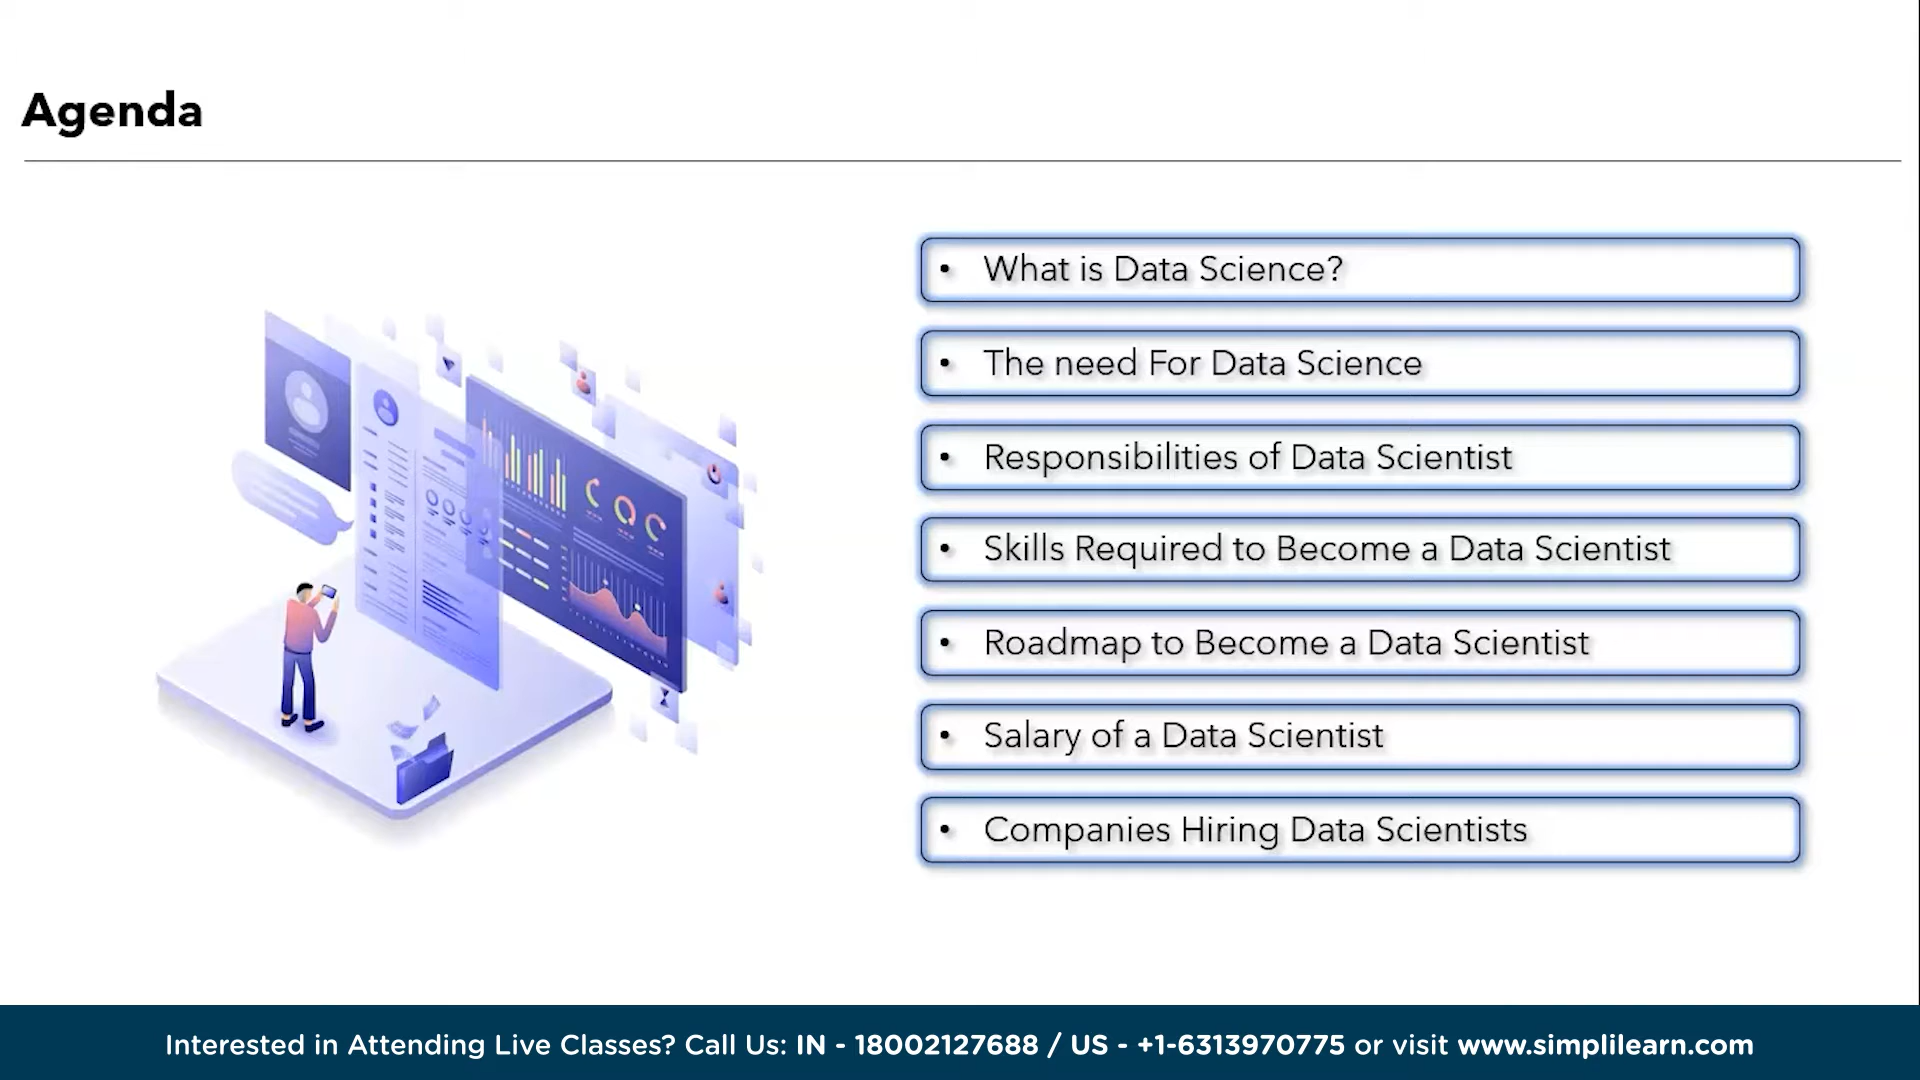 Agenda
• What is Data Science?
• The need For Data Science
• Responsibilities of Data Scientist
• Skills Required to Become a Data Scientist
• Roadmap to Become a Data Scientist
• Salary of a Data Scientist
• Companies Hiring Data Scientists
Interested in Attending Live Classes? Call Us: IN - 18002127688 / US - +1-6313970775 or visit www.simplilearn.com